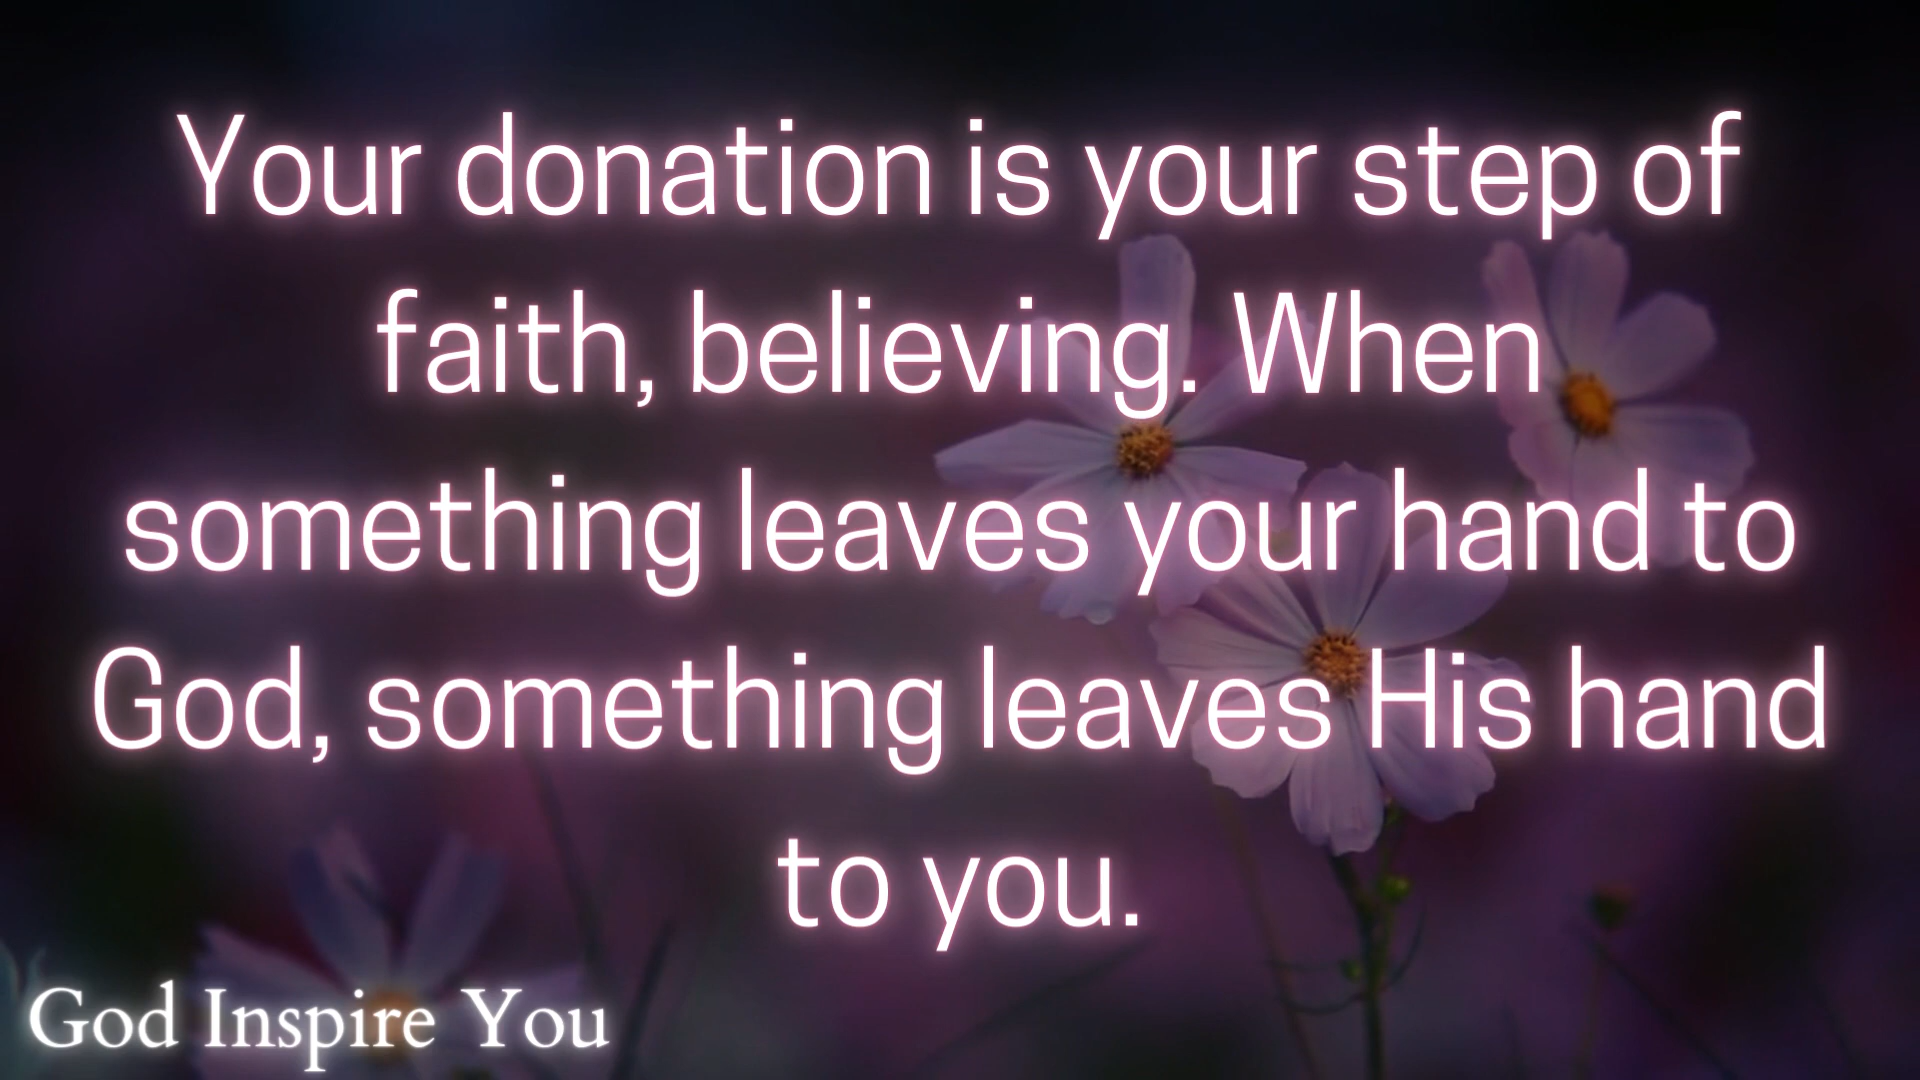 Your donation is your step of
faith, believing. When
something leaves your hand to
God, something leaves His hand
to you.
God Inspire You